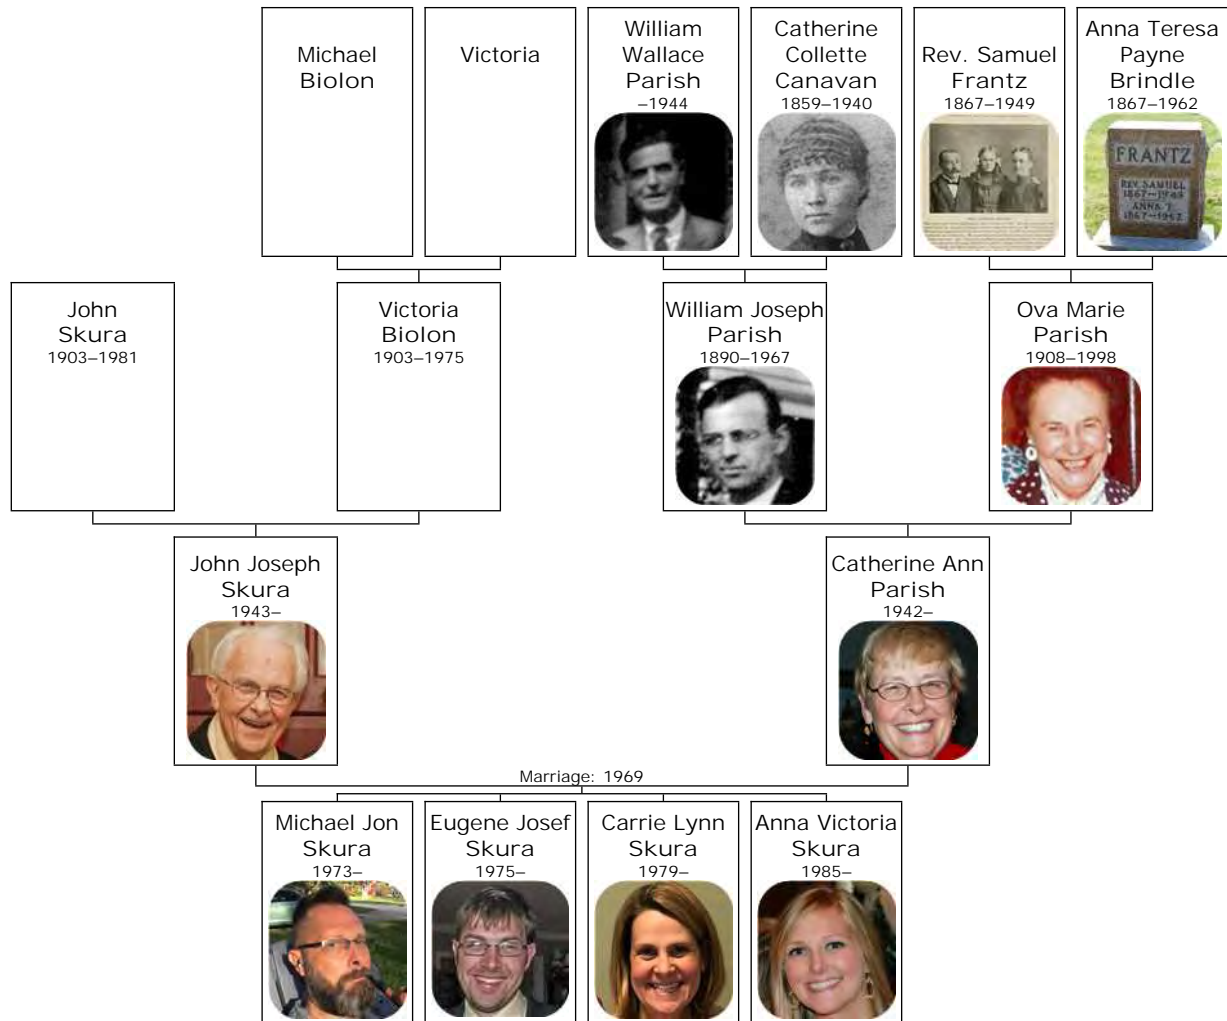 Michael
Biolon
Victoria
William
Wallace
Parish
–1944
Catherine
Collette
Canavan
1859–1940
Rev. Samuel
Frantz
1867–1949
Anna Teresa
Payne
Brindle
1867–1962
FRANTZ
REV. SAMUEL
1867–1949
ANNA T.
1867–1962
John
Skura
1903–1981
Victoria
Biolon
1903–1975
William Joseph
Parish
1890–1967
Ova Marie
Parish
1908–1998
John Joseph
Skura
1943–
Catherine Ann
Parish
1942–
Marriage: 1969
Michael Jon
Skura
1973–
Eugene Josef
Skura
1975–
Carrie Lynn
Skura
1979–
Anna Victoria
Skura
1985–